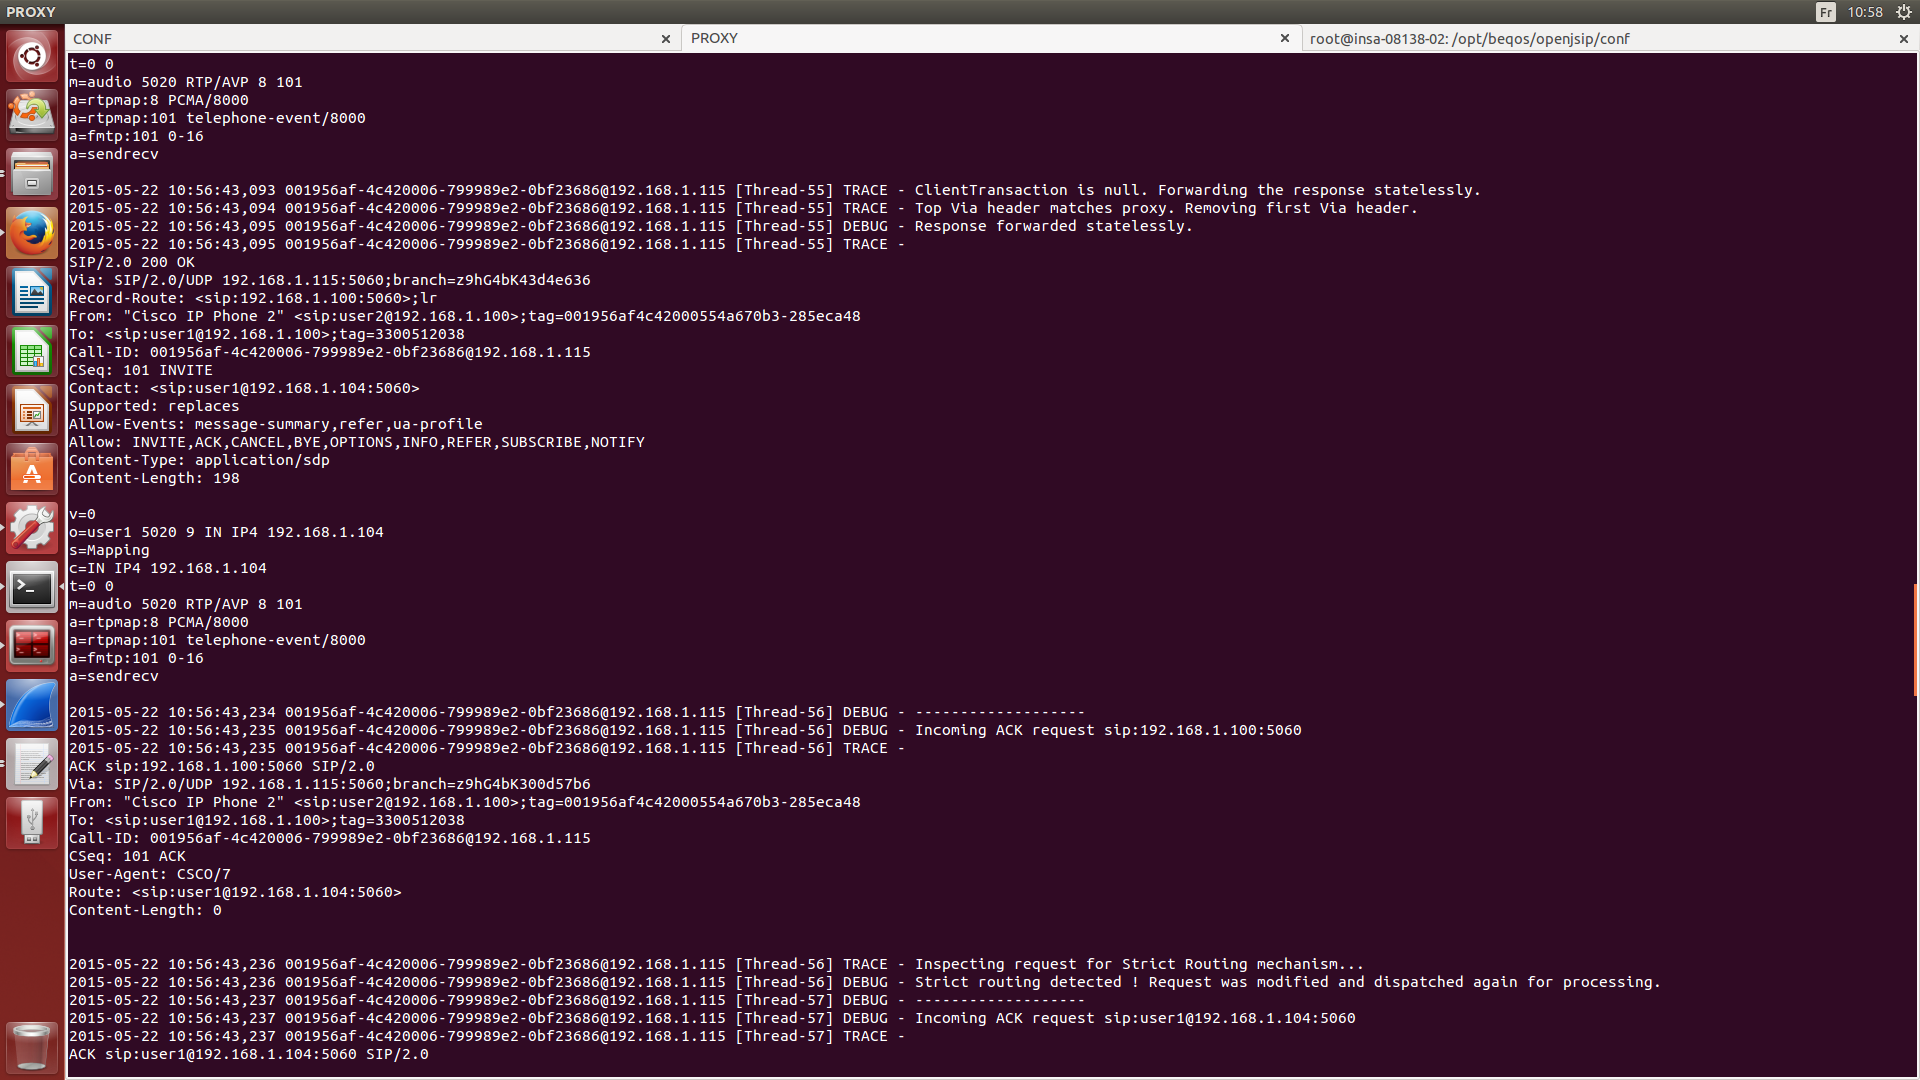 PROXY
Fr 10:58
CONF
PROXY
root@insa-08138-02: /opt/beqos/openjsip/conf
t=0 0
m=audio 5020 RTP/AVP 8 101
a=rtpmap:8 PCMA/8000
a=rtpmap:101 telephone-event/8000
a=fmtp:101 0-16
a=sendrecv
2015-05-22 10:56:43,093 001956af-4c420006-799989e2-0bf23686@192.168.1.115 [Thread-55] TRACE - ClientTransaction is null. Forwarding the response statelessly.
2015-05-22 10:56:43,094 001956af-4c420006-799989e2-0bf23686@192.168.1.115 [Thread-55] TRACE - Top Via header matches proxy. Removing first Via header.
2015-05-22 10:56:43,095 001956af-4c420006-799989e2-0bf23686@192.168.1.115 [Thread-55] DEBUG - Response forwarded statelessly.
2015-05-22 10:56:43,095 001956af-4c420006-799989e2-0bf23686@192.168.1.115 [Thread-55] TRACE -
SIP/2.0 200 OK
Via: SIP/2.0/UDP 192.168.1.115:5060;branch=z9hG4bK43d4e636
Record-Route: <sip:192.168.1.100:5060>;lr
From: "Cisco IP Phone 2" <sip:user2@192.168.1.100>;tag=001956af4c42000554a670b3-285eca48
To: <sip:user1@192.168.1.100>;tag=3300512038
Call-ID: 001956af-4c420006-799989e2-0bf23686@192.168.1.115
CSeq: 101 INVITE
Contact: <sip:user1@192.168.1.104:5060>
Supported: replaces
Allow-Events: message-summary,refer,ua-profile
Allow: INVITE,ACK,CANCEL,BYE,OPTIONS,INFO,REFER,SUBSCRIBE,NOTIFY
Content-Type: application/sdp
Content-Length: 198
v=0
o=user1 5020 9 IN IP4 192.168.1.104
s=Mapping
c=IN IP4 192.168.1.104
t=0 0
m=audio 5020 RTP/AVP 8 101
a=rtpmap:8 PCMA/8000
a=rtpmap:101 telephone-event/8000
a=fmtp:101 0-16
a=sendrecv
2015-05-22 10:56:43,234 001956af-4c420006-799989e2-0bf23686@192.168.1.115 [Thread-56] DEBUG - -------------------
2015-05-22 10:56:43,235 001956af-4c420006-799989e2-0bf23686@192.168.1.115 [Thread-56] DEBUG - Incoming ACK request sip:192.168.1.100:5060
2015-05-22 10:56:43,235 001956af-4c420006-799989e2-0bf23686@192.168.1.115 [Thread-56] TRACE -
ACK sip:192.168.1.100:5060 SIP/2.0
Via: SIP/2.0/UDP 192.168.1.115:5060;branch=z9hG4bK300d57b6
From: "Cisco IP Phone 2" <sip:user2@192.168.1.100>;tag=001956af4c42000554a670b3-285eca48
To: <sip:user1@192.168.1.100>;tag=3300512038
Call-ID: 001956af-4c420006-799989e2-0bf23686@192.168.1.115
CSeq: 101 ACK
User-Agent: CSCO/7
Route: <sip:user1@192.168.1.104:5060>
Content-Length: 0
2015-05-22 10:56:43,236 001956af-4c420006-799989e2-0bf23686@192.168.1.115 [Thread-56] TRACE - Inspecting request for Strict Routing mechanism...
2015-05-22 10:56:43,236 001956af-4c420006-799989e2-0bf23686@192.168.1.115 [Thread-56] DEBUG - Strict routing detected ! Request was modified and dispatched again for processing.
2015-05-22 10:56:43,237 001956af-4c420006-799989e2-0bf23686@192.168.1.115 [Thread-57] DEBUG - -------------------
2015-05-22 10:56:43,237 001956af-4c420006-799989e2-0bf23686@192.168.1.115 [Thread-57] DEBUG - Incoming ACK request sip:user1@192.168.1.104:5060
2015-05-22 10:56:43,237 001956af-4c420006-799989e2-0bf23686@192.168.1.115 [Thread-57] TRACE -
ACK sip:user1@192.168.1.104:5060 SIP/2.0